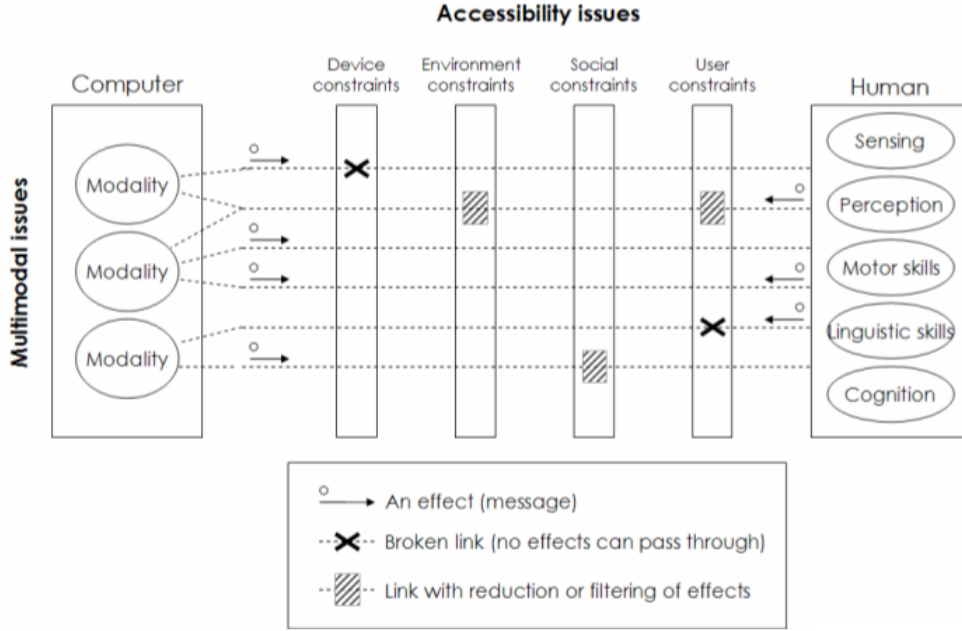 Accessibility issues
Computer
Device
constraints
Environment
constraints
Social
constraints
User
constraints
Human
Multimodal issues
Modality
Modality
Modality
Sensing
Perception
Motor skills
Linguistic skills
Cognition
An effect (message)
Broken link (no effects can pass through)
Link with reduction or filtering of effects